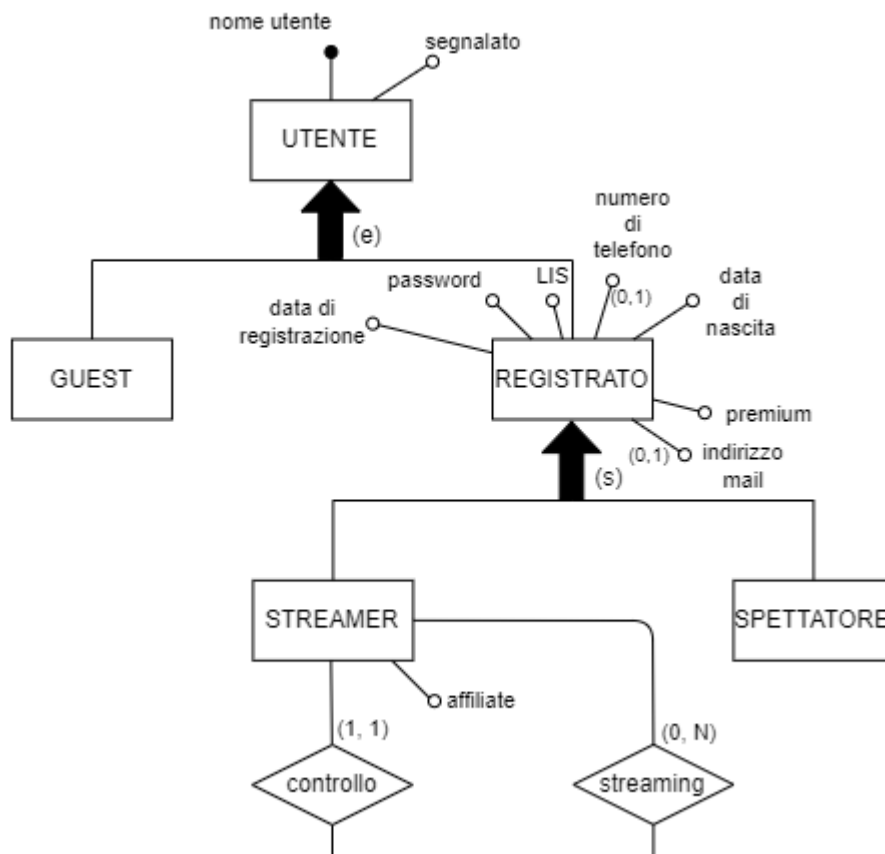 nome utente
segnalato
UTENTE
(e)
numero
di
telefono
(0,1)
password
LIS
data
di
nascita
data di
registrazione
GUEST
REGISTRATO
premium
(0,1)
indirizzo
mail
(s)
STREAMER
SPETTATORE
affiliate
(1, 1)
(0, N)
controllo
streaming